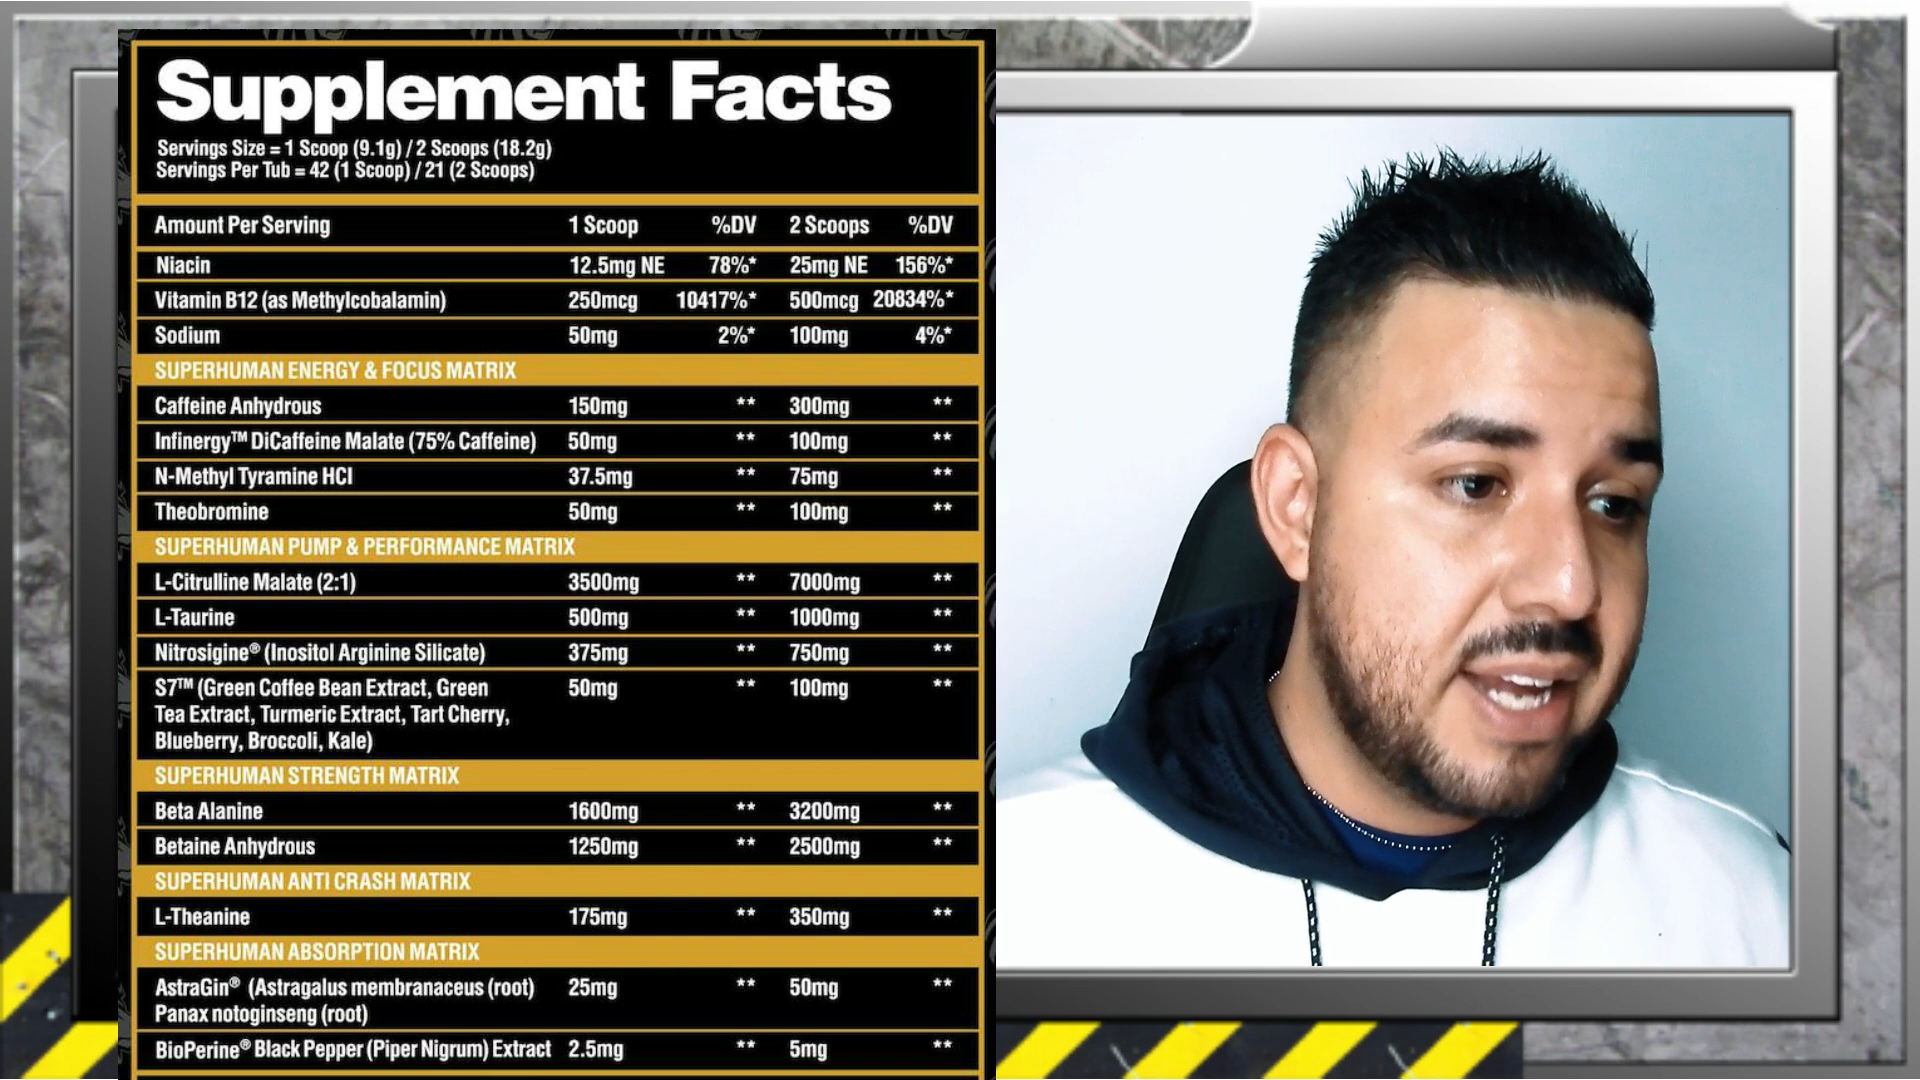 Supplement Facts
Servings Size = 1 Scoop (9.1g) / 2 Scoops (18.2g)
Servings Per Tub = 42 (1 Scoop) / 21 (2 Scoops)
Amount Per Serving 1 Scoop %DV 2 Scoops %DV
Niacin 12.5mg NE 78%* 25mg NE 156%*
Vitamin B12 (as Methylcobalamin) 250mcg 10417%* 500mcg 20834%*
Sodium 50mg 2%* 100mg 4%*
SUPERHUMAN ENERGY & FOCUS MATRIX
Caffeine Anhydrous 150mg ** 300mg **
Infinergy™ DiCaffeine Malate (75% Caffeine) 50mg ** 100mg **
N-Methyl Tyramine HCl 37.5mg ** 75mg **
Theobromine 50mg ** 100mg **
SUPERHUMAN PUMP & PERFORMANCE MATRIX
L-Citrulline Malate (2:1) 3500mg ** 7000mg **
L-Taurine 500mg ** 1000mg **
Nitrosigine® (Inositol Arginine Silicate) 375mg ** 750mg **
S7™ (Green Coffee Bean Extract, Green 50mg ** 100mg **
Tea Extract, Turmeric Extract, Tart Cherry,
Blueberry, Broccoli, Kale)
SUPERHUMAN STRENGTH MATRIX
Beta Alanine 1600mg ** 3200mg **
Betaine Anhydrous 1250mg ** 2500mg **
SUPERHUMAN ANTI CRASH MATRIX
L-Theanine 175mg ** 350mg **
SUPERHUMAN ABSORPTION MATRIX
AstraGin® (Astragalus membranaceus (root) 25mg ** 50mg **
Panax notoginseng (root)
BioPerine® Black Pepper (Piper Nigrum) Extract 2.5mg ** 5mg **